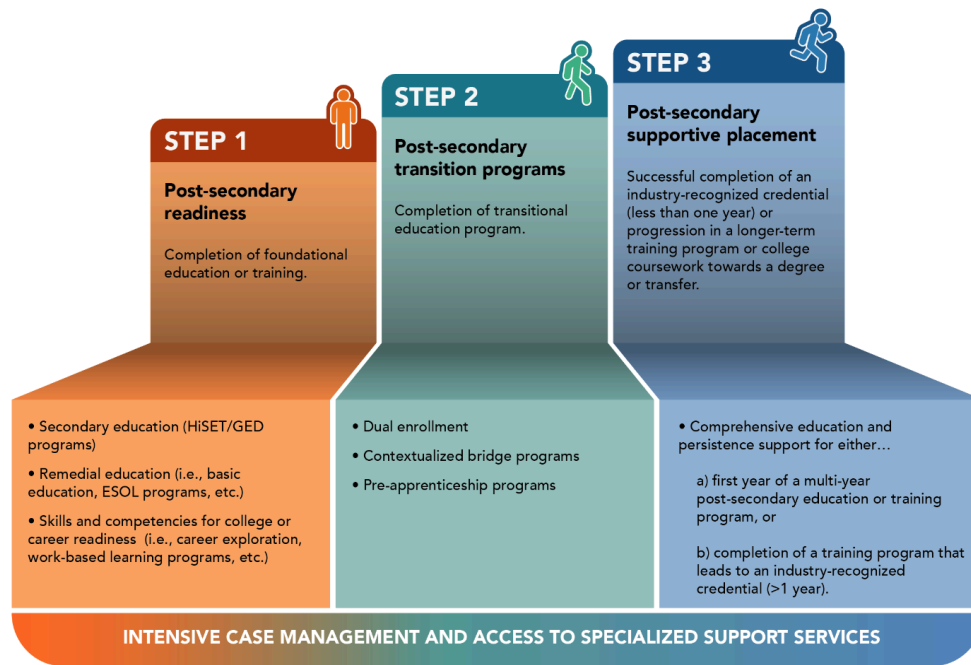 STEP 1
Post-secondary
readiness
Completion of foundational
education or training.
• Secondary education (HiSET/GED
programs)
• Remedial education (i.e., basic
education, ESOL programs, etc.)
• Skills and competencies for college or
career readiness  (i.e., career exploration,
work-based learning programs, etc.)
STEP 2
Post-secondary
transition programs
Completion of transitional
education program.
• Dual enrollment
• Contextualized bridge programs
• Pre-apprenticeship programs
STEP 3
Post-secondary
supportive placement
Successful completion of an
industry-recognized credential
(less than one year) or
progression in a longer-term
training program or college
coursework towards a degree
or transfer.
• Comprehensive education and
persistence support for either…
a) first year of a multi-year
post-secondary education or training
program, or
b) completion of a training program that
leads to an industry-recognized
credential (>1 year).
INTENSIVE CASE MANAGEMENT AND ACCESS TO SPECIALIZED SUPPORT SERVICES